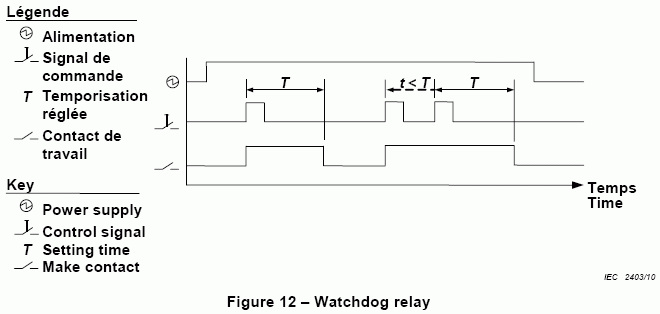 Légende
Alimentation
Signal de
commande
T Temporisation
réglée
Contact de
travail
T
t < T
T
Temps
Time
Key
Power supply
Control signal
T Setting time
Make contact
IEC 2403/10
Figure 12 – Watchdog relay